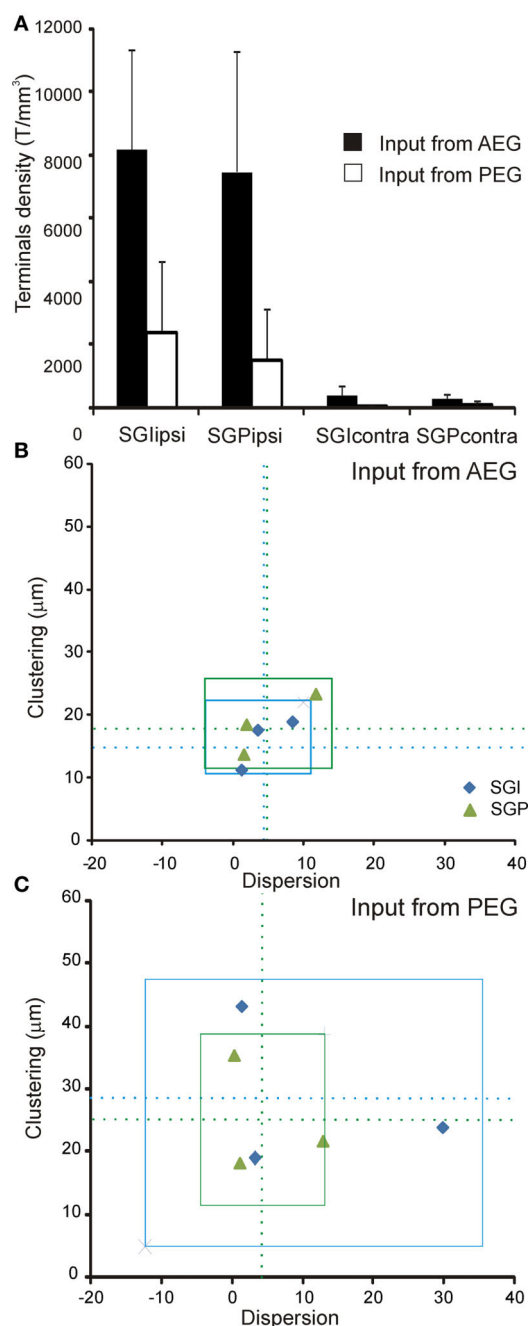 A
Terminals density (T/mm³)
12000
10000
8000
6000
4000
2000
0
Input from AEG
Input from PEG
SGIipsi SGPipsi SGIcontra SGPcontra
B
Input from AEG
Clustering (μm)
60
50
40
30
20
10
0
SGI
SGP
-20 -10 0 10 20 30 40
Dispersion
C
Input from PEG
Clustering (μm)
60
50
40
30
20
10
0
-20 -10 0 10 20 30 40
Dispersion